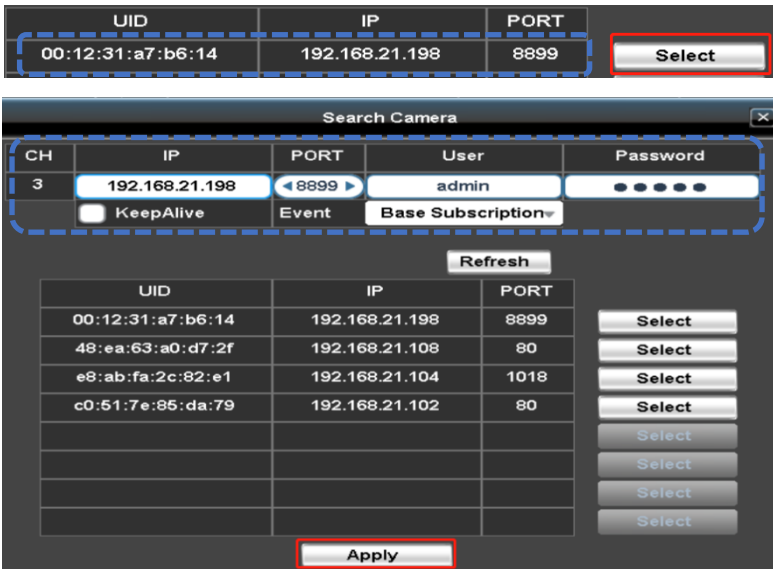 UID IP PORT
00:12:31:a7:b6:14 192.168.21.198 8899 Select
Search Camera
CH IP PORT User Password
3 192.168.21.198 8899 admin ●●●●●
KeepAlive Event Base Subscription
Refresh
UID IP PORT
00:12:31:a7:b6:14 192.168.21.198 8899 Select
48:ea:63:a0:d7:2f 192.168.21.108 80 Select
e8:ab:fa:2c:82:e1 192.168.21.104 1018 Select
c0:51:7e:85:da:79 192.168.21.102 80 Select
Select
Select
Select
Select
Apply